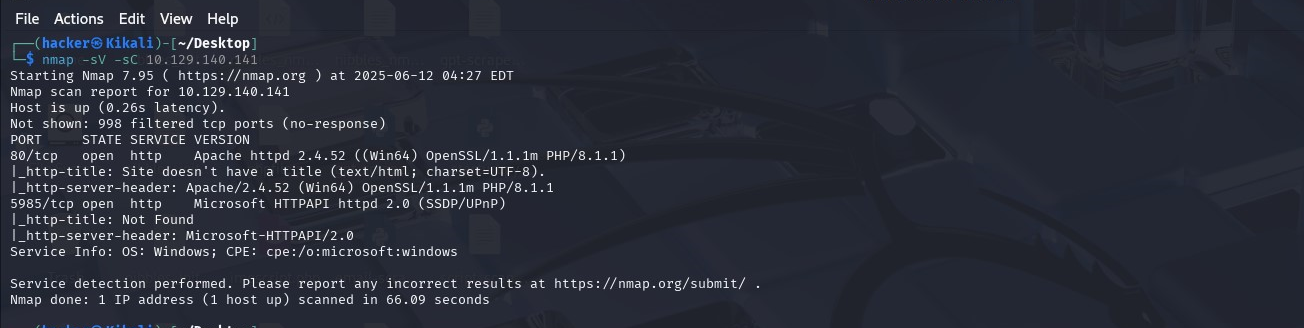 File Actions Edit View Help
┌──(hacker㉿Kikali)-[~/Desktop]
└─$ nmap -sV -sC 10.129.140.141
Starting Nmap 7.95 ( https://nmap.org ) at 2025-06-12 04:27 EDT
Nmap scan report for 10.129.140.141
Host is up (0.26s latency).
Not shown: 998 filtered tcp ports (no-response)
PORT     STATE SERVICE VERSION
80/tcp   open  http    Apache httpd 2.4.52 ((Win64) OpenSSL/1.1.1m PHP/8.1.1)
|_http-title: Site doesn't have a title (text/html; charset=UTF-8).
|_http-server-header: Apache/2.4.52 (Win64) OpenSSL/1.1.1m PHP/8.1.1
5985/tcp open  http    Microsoft HTTPAPI httpd 2.0 (SSDP/UPnP)
|_http-title: Not Found
|_http-server-header: Microsoft-HTTPAPI/2.0
Service Info: OS: Windows; CPE: cpe:/o:microsoft:windows
Service detection performed. Please report any incorrect results at https://nmap.org/submit/ .
Nmap done: 1 IP address (1 host up) scanned in 66.09 seconds